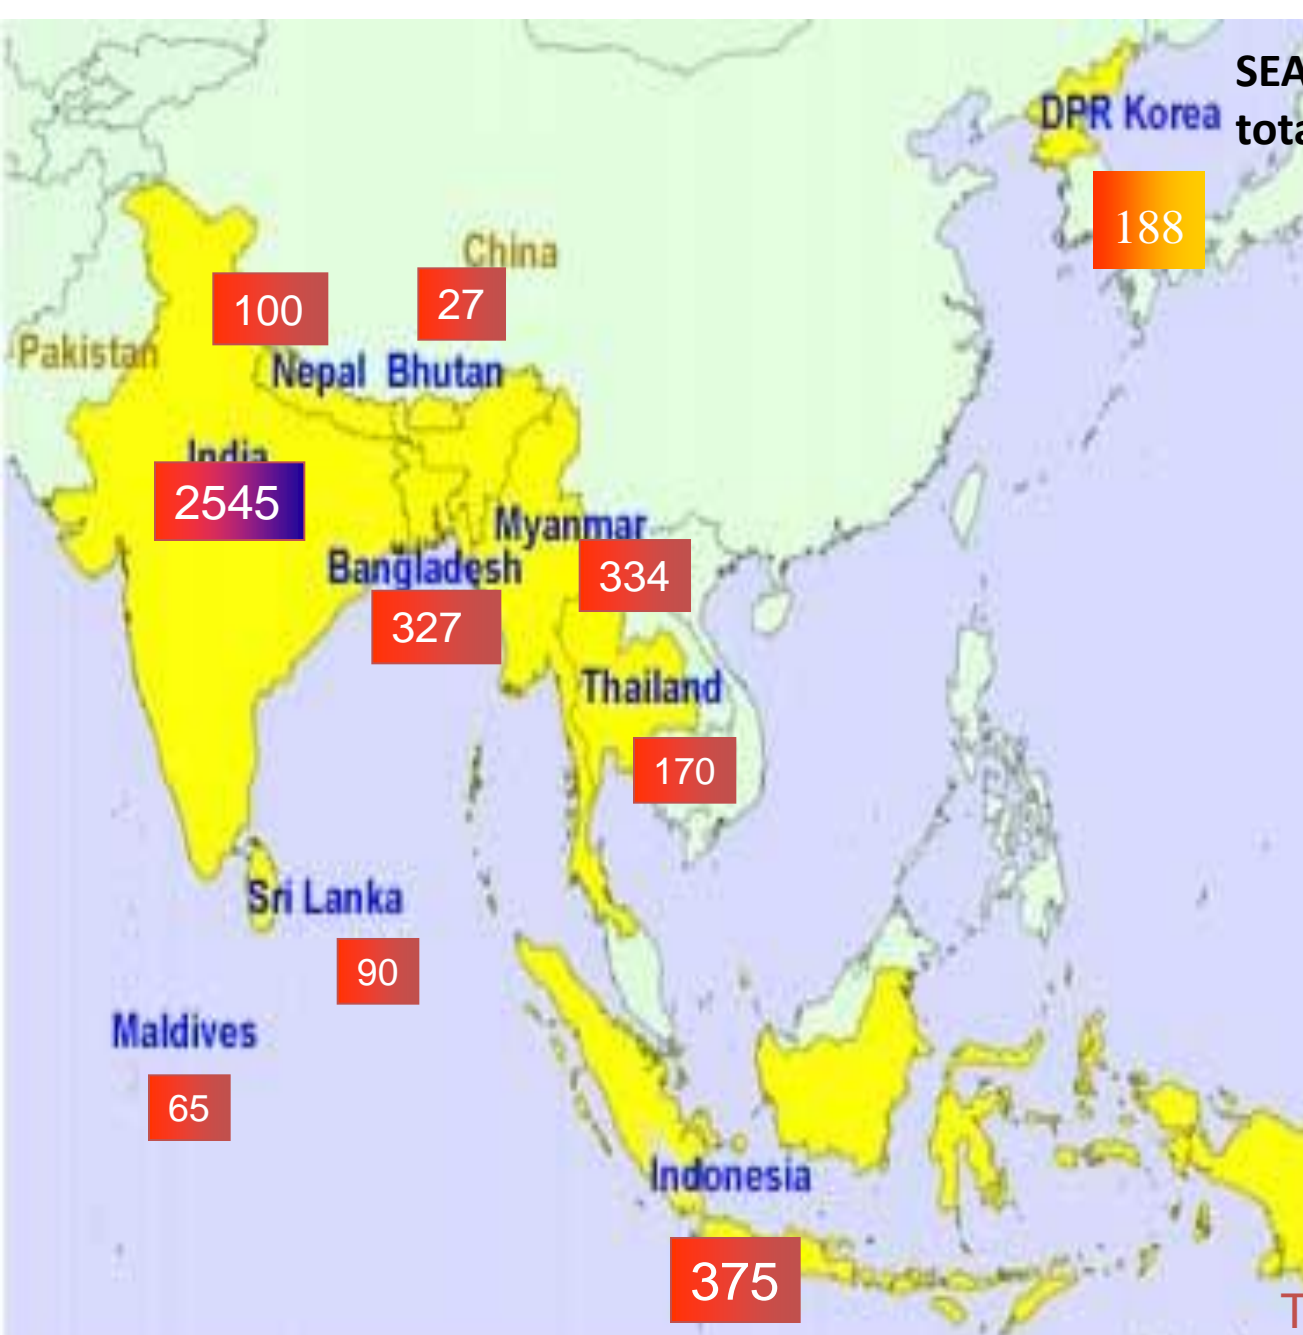 SEA
DPR Korea
tota
188
China
100
27
Pakistan
Nepal Bhutan
India
2545
Myanmar
Bangladesh
334
327
Thailand
170
Sri Lanka
90
Maldives
65
Indonesia
375
T